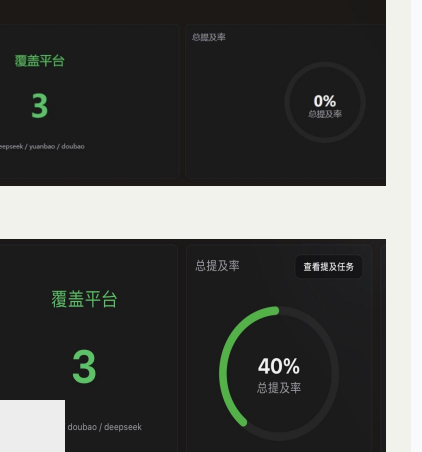 总提及率
覆盖平台
3
0%
总提及率
/ yuanbao / doubao
总提及率
查看提及任务
覆盖平台
3
40%
总提及率
doubao / deepseek